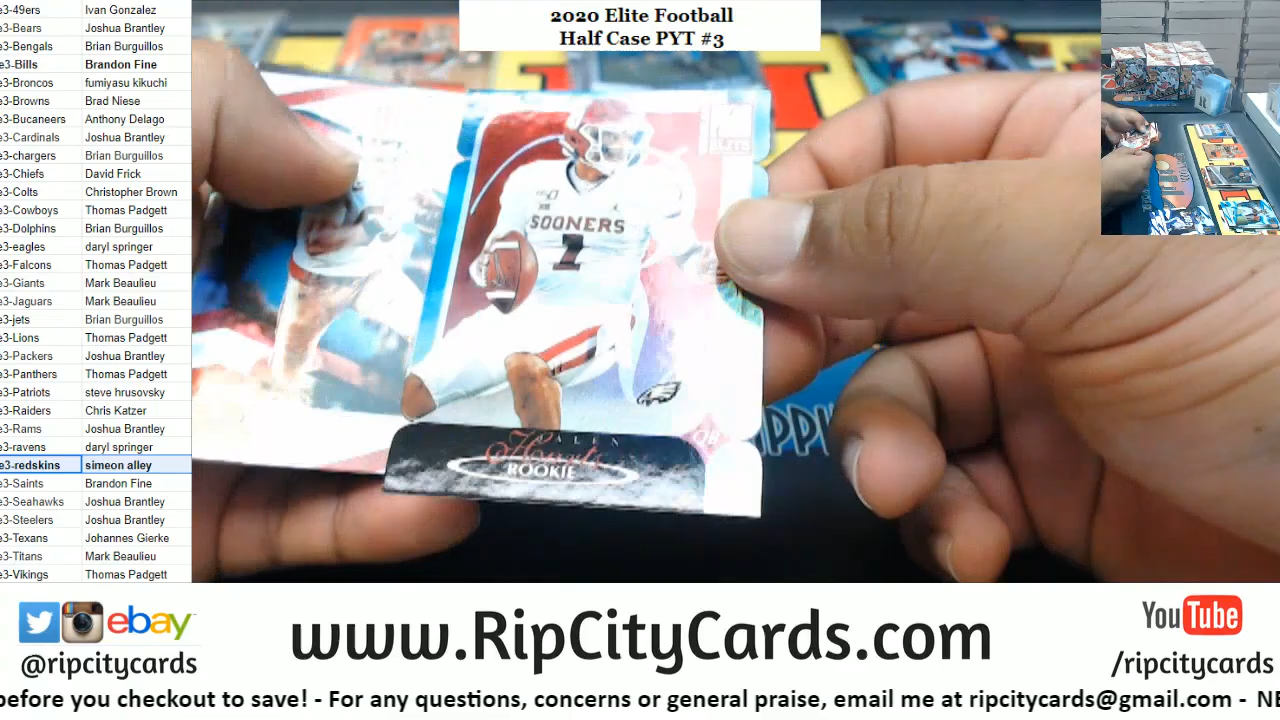 2020 Elite Football
Half Case PYT #3
e3-49ers Ivan Gonzalez
e3-Bears Joshua Brantley
e3-Bengals Brian Burguillos
e3-Bills Brandon Fine
e3-Broncos fumiyasu kikuchi
e3-Browns Brad Niese
e3-Bucaneers Anthony Delago
e3-Cardinals Joshua Brantley
e3-chargers Brian Burguillos
e3-Chiefs David Frick
e3-Colts Christopher Brown
e3-Cowboys Thomas Padgett
e3-Dolphins Brian Burguillos
e3-eagles daryl springer
e3-Falcons Thomas Padgett
e3-Giants Mark Beaulieu
e3-Jaguars Mark Beaulieu
e3-jets Brian Burguillos
e3-Lions Thomas Padgett
e3-Packers Joshua Brantley
e3-Panthers Thomas Padgett
e3-Patriots steve hrusovsky
e3-Raiders Chris Katzer
e3-Rams Joshua Brantley
e3-ravens daryl springer
e3-redskins simeon alley
e3-Saints Brandon Fine
e3-Seahawks Joshua Brantley
e3-Steelers Joshua Brantley
e3-Texans Johannes Gierke
e3-Titans Mark Beaulieu
e3-Vikings Thomas Padgett
ELITE
SOONERS
1
QB
JALEN
Hurts
ROOKIE
ebay
@ripcitycards
www.RipCityCards.com
YouTube
/ripcitycards
before you checkout to save! - For any questions, concerns or general praise, email me at ripcitycards@gmail.com - NE